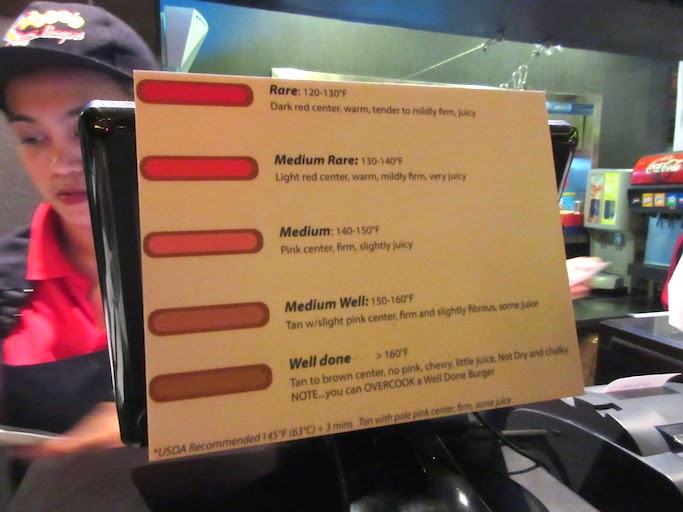 Rare: 120-130°F
Dark red center, warm, tender to mildly firm, juicy
Medium Rare: 130-140°F
Light red center, warm, mildly firm, very juicy
Medium: 140-150°F
Pink center, firm, slightly juicy
Medium Well: 150-160°F
Tan w/slight pink center, firm and slightly fibrous, some juice
Well done > 160°F
Tan to brown center, no pink, chewy, little juice. Not Dry and chalky
NOTE...you can OVERCOOK a Well Done Burger
*USDA Recommended 145°F (63°C) + 3 mins Tan with pale pink center, firm, some juice
Coca-Cola